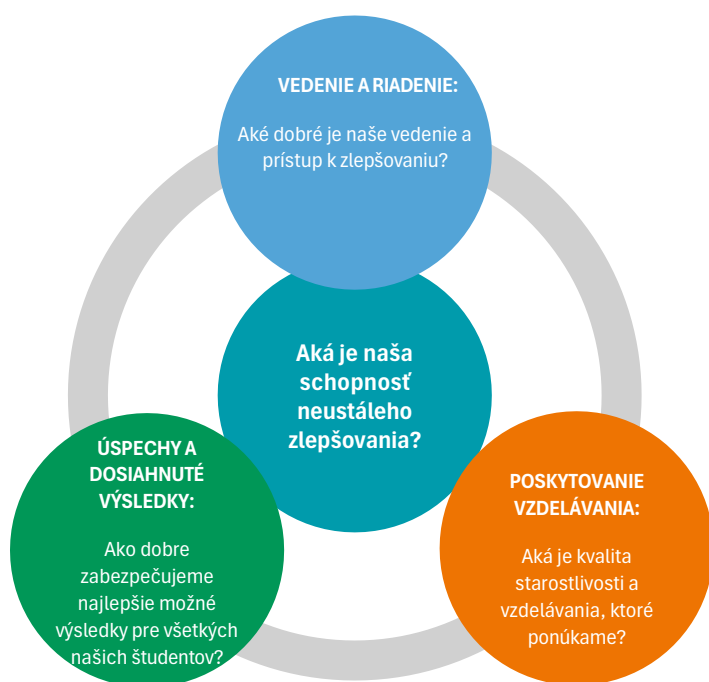 VEDENIE A RIADENIE:
Aké dobré je naše vedenie a
prístup k zlepšovaniu?
Aká je naša
schopnosť
neustáleho
zlepšovania?
ÚSPECHY A
DOSIAHNUTÉ
VÝSLEDKY:
Ako dobre
zabezpečujeme
najlepšie možné
výsledky pre všetkých
našich študentov?
POSKYTOVANIE
VZDELÁVANIA:
Aká je kvalita
starostlivosti a
vzdelávania, ktoré
ponúkame?